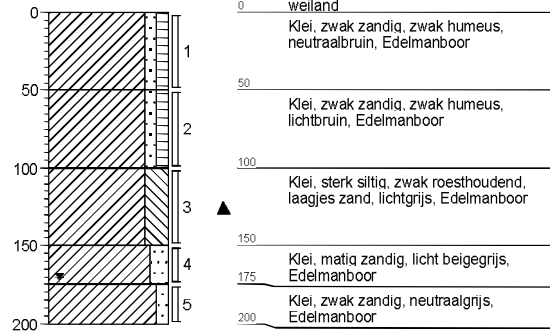 0
50
100
150
200
1
2
3
4
5
0
weiland
Klei, zwak zandig, zwak humeus,
neutraalbruin, Edelmanboor
50
Klei, zwak zandig, zwak humeus,
lichtbruin, Edelmanboor
100
Klei, sterk siltig, zwak roesthoudend,
laagjes zand, lichtgrijs, Edelmanboor
150
Klei, matig zandig, licht beigegrijs,
Edelmanboor
175
Klei, zwak zandig, neutraalgrijs,
Edelmanboor
200